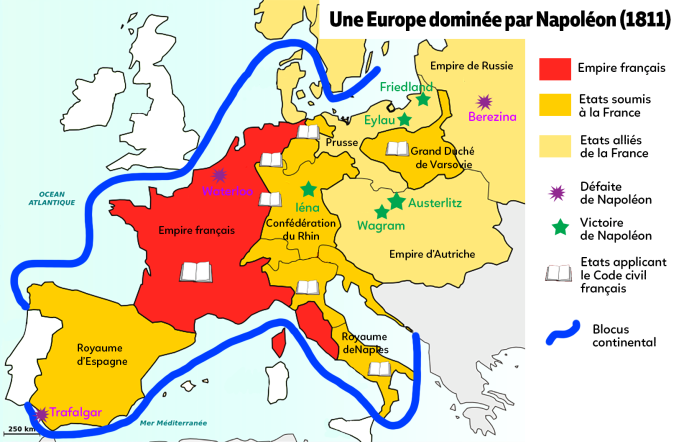 Une Europe dominée par Napoléon (1811)
Empire de Russie
Friedland
Eylau
Berezina
Prusse
Grand Duché
de Varsovie
Waterloo
OCEAN
ATLANTIQUE
Iéna
Austerlitz
Wagram
Empire français
Confédération
du Rhin
Empire d'Autriche
Royaume
d'Espagne
Royaume
deNaples
Trafalgar
Mer Méditerranée
250 km
Empire français
Etats soumis
à la France
Etats alliés
de la France
Défaite
de Napoléon
Victoire
de Napoléon
Etats applicant
le Code civil
français
Blocus
continental